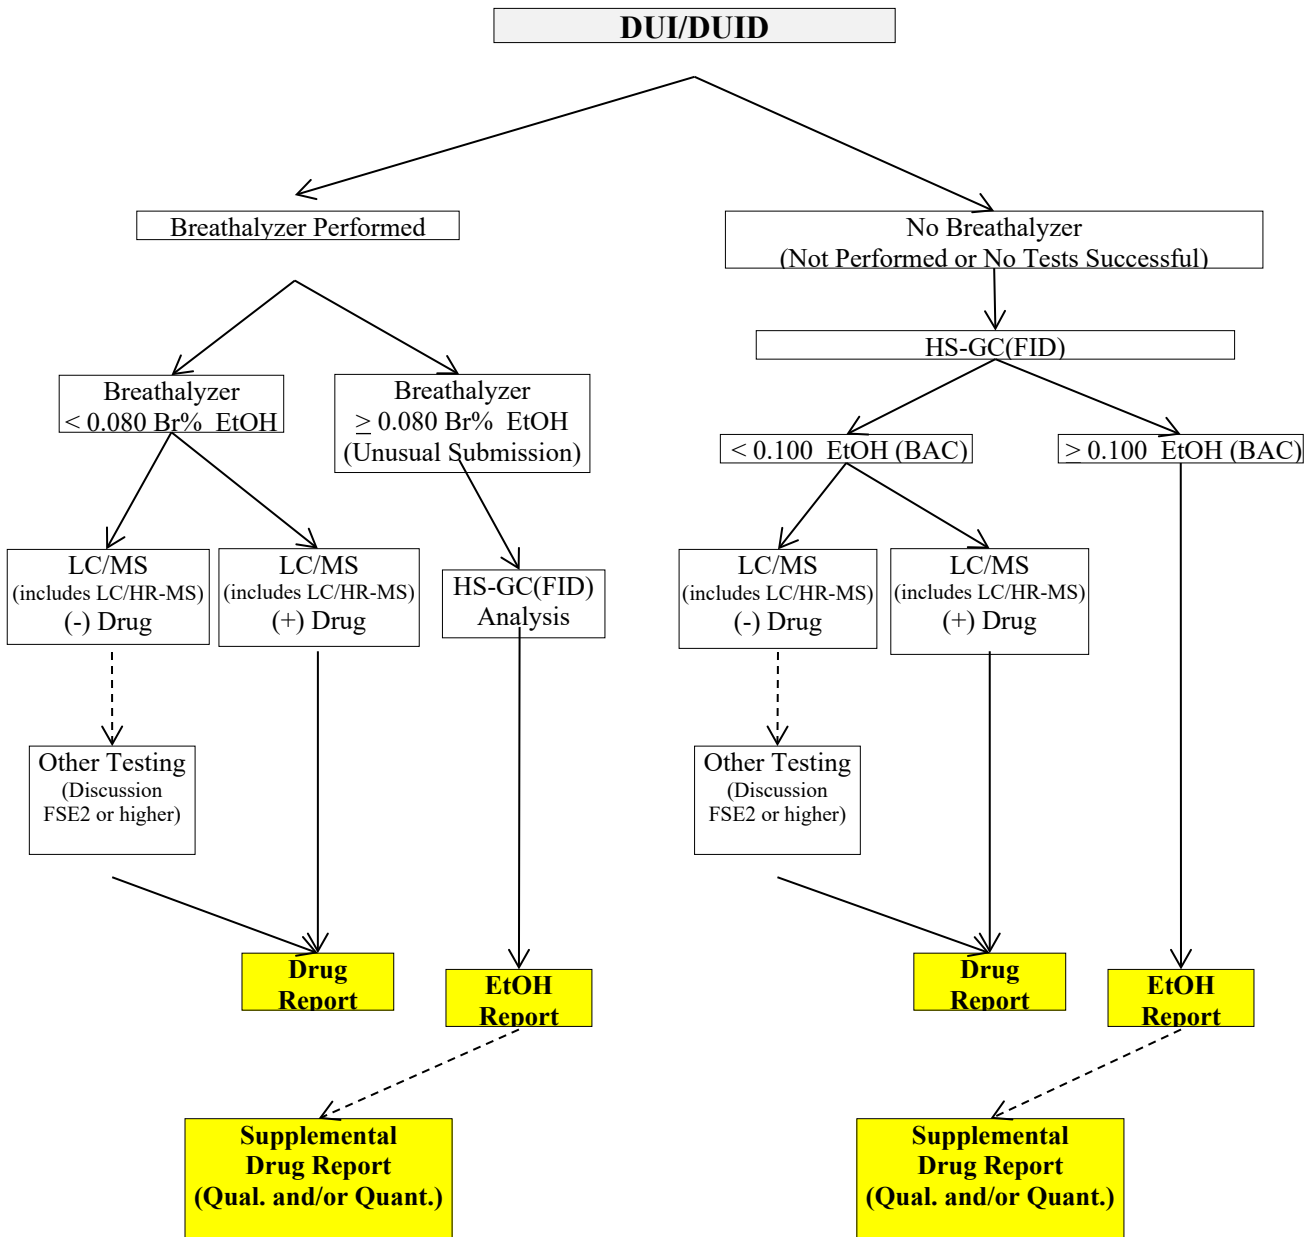 DUI/DUID
Breathalyzer Performed
No Breathalyzer
(Not Performed or No Tests Successful)
HS-GC(FID)
Breathalyzer
< 0.080 Br% EtOH
Breathalyzer
≥ 0.080 Br% EtOH
(Unusual Submission)
< 0.100 EtOH (BAC)
≥ 0.100 EtOH (BAC)
LC/MS
(includes LC/HR-MS)
(-) Drug
LC/MS
(includes LC/HR-MS)
(+) Drug
HS-GC(FID)
Analysis
LC/MS
(includes LC/HR-MS)
(-) Drug
LC/MS
(includes LC/HR-MS)
(+) Drug
Other Testing
(Discussion
FSE2 or higher)
Other Testing
(Discussion
FSE2 or higher)
Drug
Report
EtOH
Report
Drug
Report
EtOH
Report
Supplemental
Drug Report
(Qual. and/or Quant.)
Supplemental
Drug Report
(Qual. and/or Quant.)